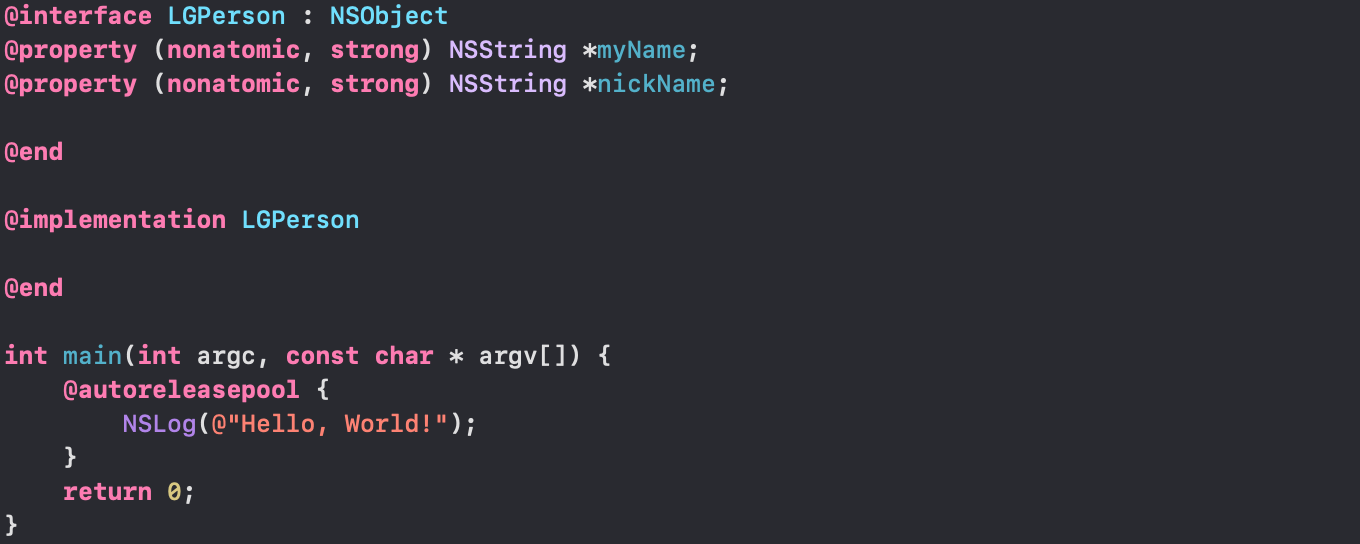 @interface LGPerson : NSObject
@property (nonatomic, strong) NSString *myName;
@property (nonatomic, strong) NSString *nickName;
@end
@implementation LGPerson
@end
int main(int argc, const char * argv[]) {
    @autoreleasepool {
        NSLog(@"Hello, World!");
    }
    return 0;
}